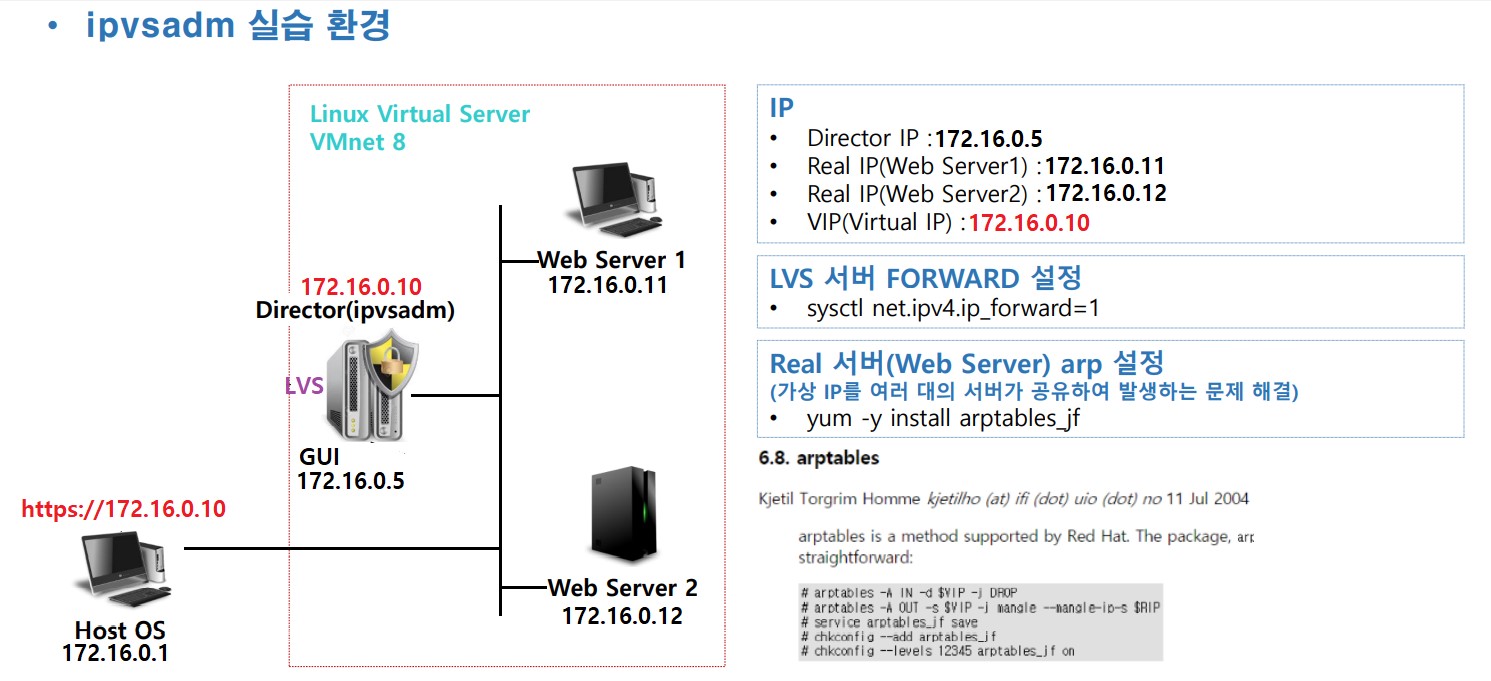 • ipvsadm 실습 환경
Linux Virtual Server
VMnet 8
Web Server 1
172.16.0.11
172.16.0.10
Director(ipvsadm)
LVS
GUI
172.16.0.5
https://172.16.0.10
Host OS
172.16.0.1
Web Server 2
172.16.0.12
IP
• Director IP :172.16.0.5
• Real IP(Web Server1) :172.16.0.11
• Real IP(Web Server2) :172.16.0.12
• VIP(Virtual IP) :172.16.0.10
LVS 서버 FORWARD 설정
• sysctl net.ipv4.ip_forward=1
Real 서버(Web Server) arp 설정
(가상 IP를 여러 대의 서버가 공유하여 발생하는 문제 해결)
• yum -y install arptables_jf
6.8. arptables
Kjetil Torgrim Homme kjetilho (at) ifi (dot) uio (dot) no 11 Jul 2004
arptables is a method supported by Red Hat. The package, arp
straightforward:
# arptables -A IN -d $VIP -j DROP
# arptables -A OUT -s $VIP -j mangle --mangle-ip-s $RIP
# service arptables_jf save
# chkconfig --add arptables_jf
# chkconfig --levels 12345 arptables_jf on